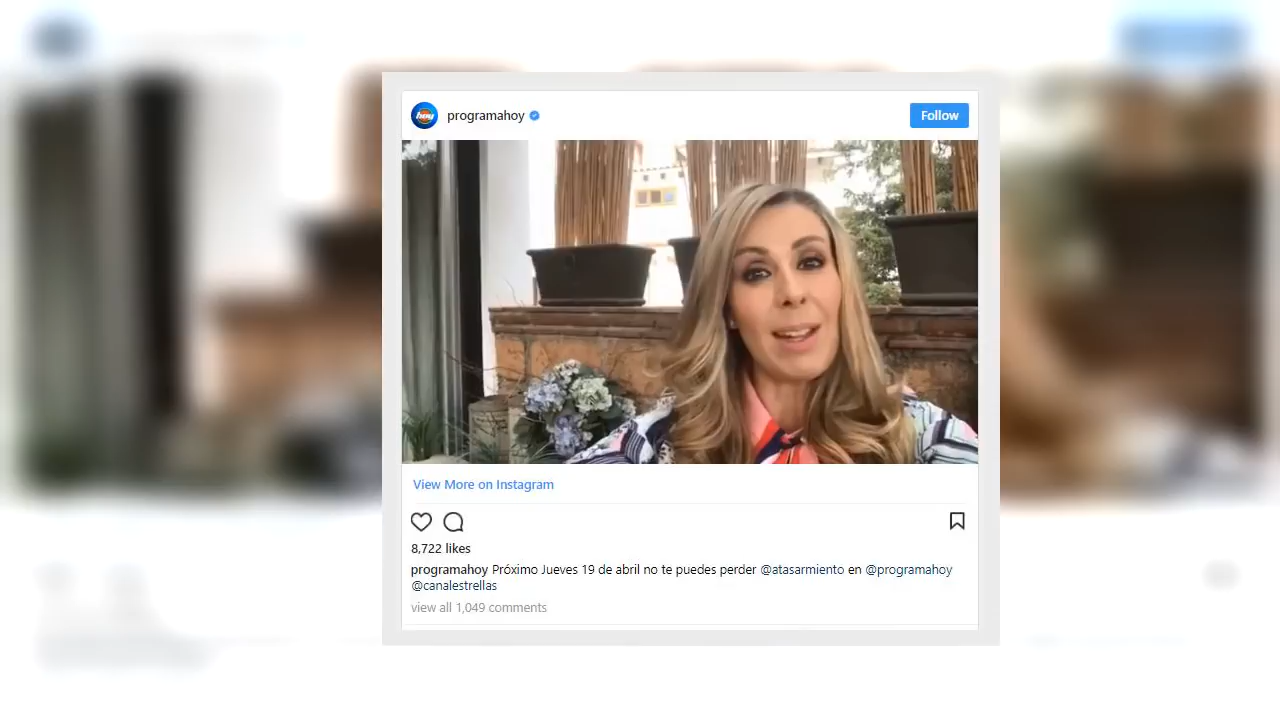 hoy
programahoy
Follow
View More on Instagram
8,722 likes
programahoy Próximo Jueves 19 de abril no te puedes perder @atasarmiento en @programahoy
@canalestrellas
view all 1,049 comments